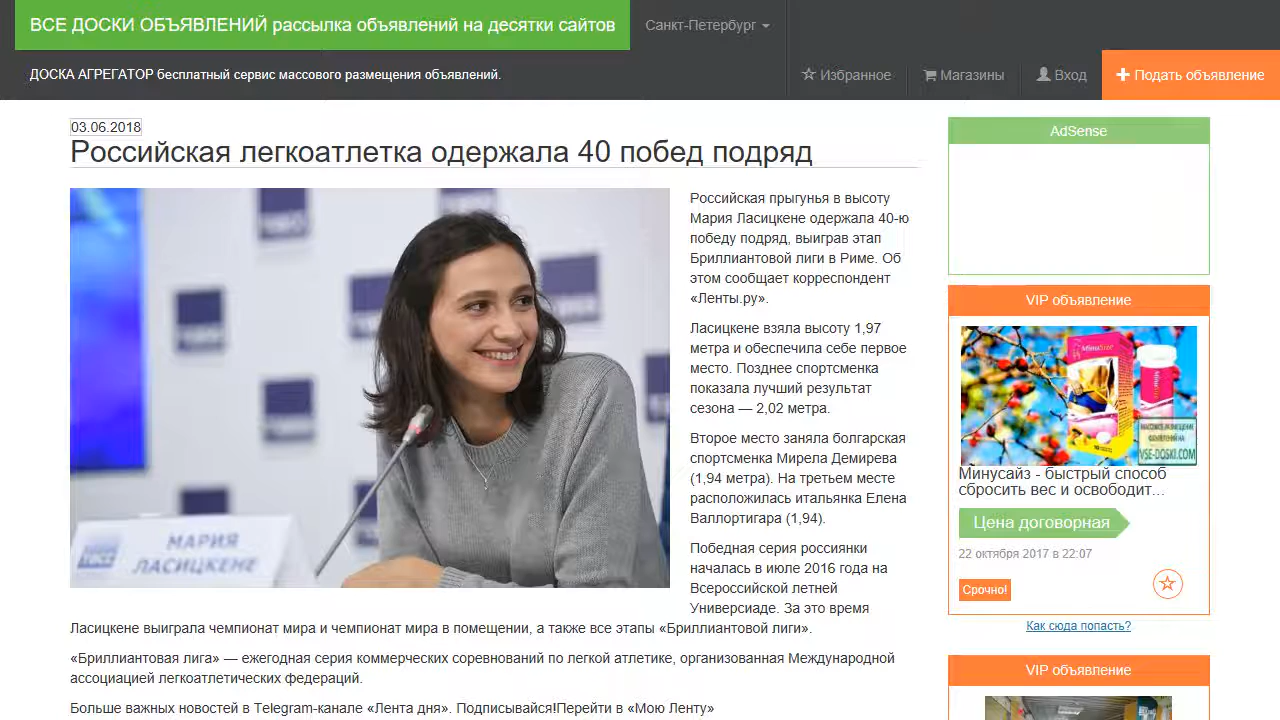 ВСЕ ДОСКИ ОБЪЯВЛЕНИЙ рассылка объявлений на десятки сайтов
Санкт-Петербург
ДОСКА АГРЕГАТОР бесплатный сервис массового размещения объявлений.
Избранное
Магазины
Вход
Подать объявление
03.06.2018
Российская легкоатлетка одержала 40 побед подряд
МАРИЯ
ЛАСИЦКЕНЕ
Российская прыгунья в высоту
Мария Ласицкене одержала 40-ю
победу подряд, выиграв этап
Бриллиантовой лиги в Риме. Об
этом сообщает корреспондент
«Ленты.ру».
Ласицкене взяла высоту 1,97
метра и обеспечила себе первое
место. Позднее спортсменка
показала лучший результат
сезона — 2,02 метра.
Второе место заняла болгарская
спортсменка Мирела Демирева
(1,94 метра). На третьем месте
расположилась итальянка Елена
Валлортигара (1,94).
Победная серия россиянки
началась в июле 2016 года на
Всероссийской летней
Универсиаде. За это время
Ласицкене выиграла чемпионат мира и чемпионат мира в помещении, а также все этапы «Бриллиантовой лиги».
«Бриллиантовая лига» — ежегодная серия коммерческих соревнований по легкой атлетике, организованная Международной
ассоциацией легкоатлетических федераций.
Больше важных новостей в Telegram-канале «Лента дня». Подписывайся!Перейти в «Мою Ленту»
AdSense
VIP объявление
MinuSize
МАССОВОЕ РАЗМЕЩЕНИЕ
ОБЪЯВЛЕНИЙ НА
VSE-DOSKI.COM
Минусайз - быстрый способ
сбросить вес и освободит...
Цена договорная
22 октября 2017 в 22:07
Срочно!
Как сюда попасть?
VIP объявление